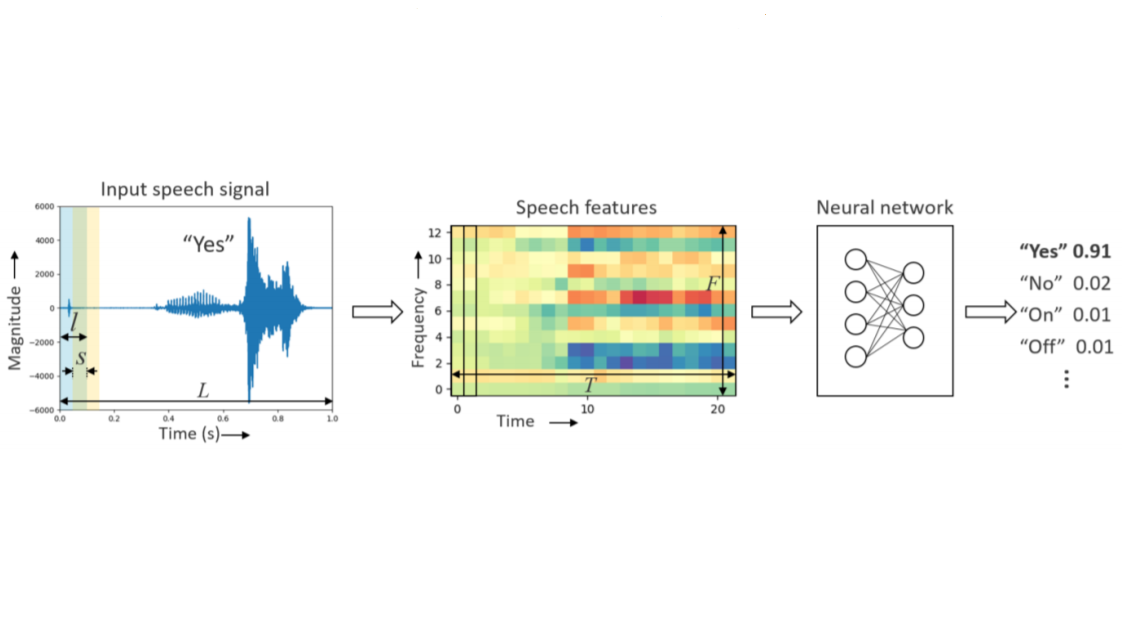 Input speech signal
6000
4000
2000
0
−2000
−4000
−6000
Magnitude
“Yes”
l
s
L
0.0 0.2 0.4 0.6 0.8 1.0
Time (s)
Speech features
12
10
8
6
4
2
0
Frequency
F
T
0 10 20
Time
Neural network
“Yes” 0.91
“No” 0.02
“On” 0.01
“Off” 0.01